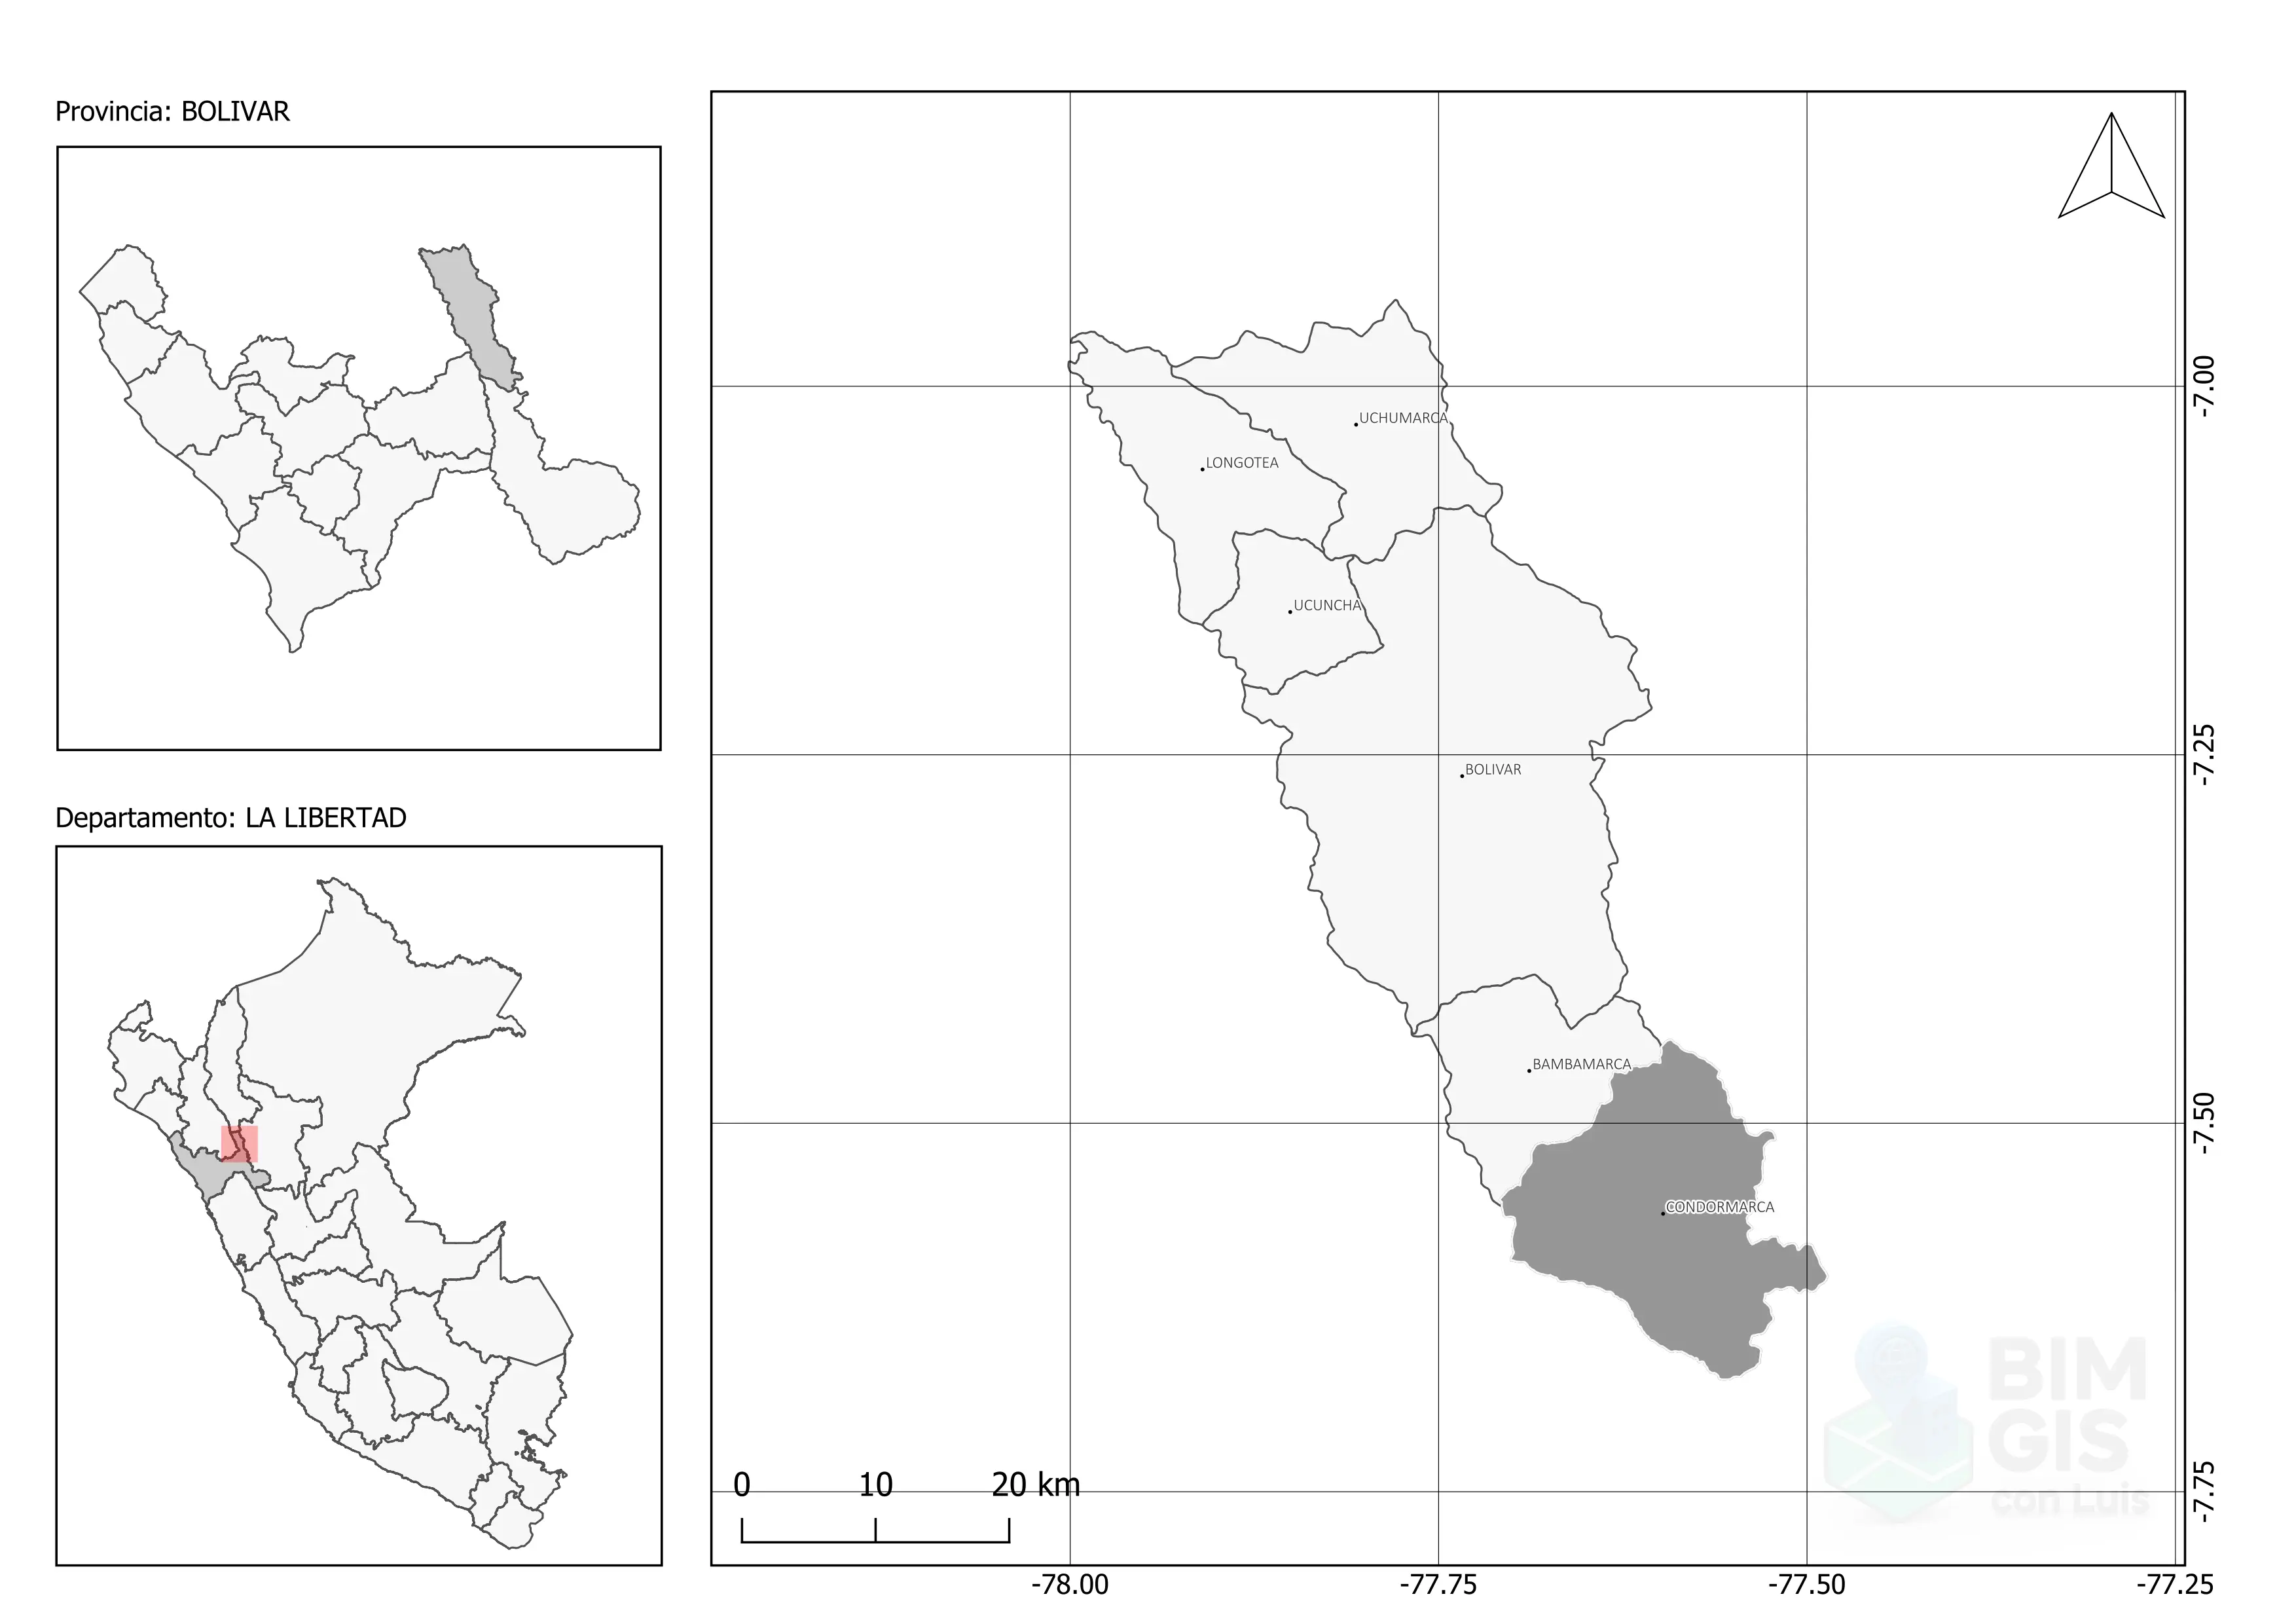 Provincia: BOLIVAR
Departamento: LA LIBERTAD
UCHUMARCA
LONGOTEA
UCUNCHA
BOLIVAR
BAMBAMARCA
CONDORMARCA
-7.00
-7.25
-7.50
-7.75
BIM
GIS
con Luis
0 10 20 km
-78.00 -77.75 -77.50 -77.25